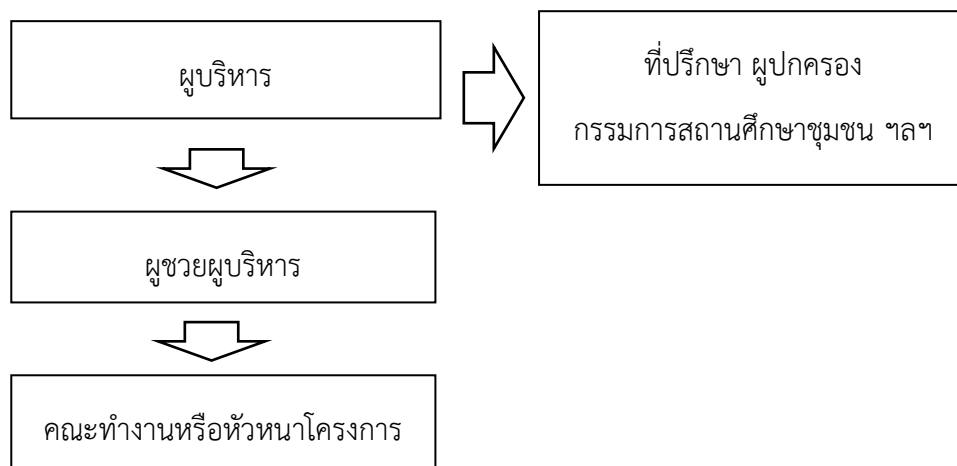 ผูบริหาร
ที่ปรึกษา ผูปกครอง
กรรมการสถานศึกษาชุมชน ฯลฯ
ผูชวยผูบริหาร
คณะทำงานหรือหัวหนาโครงการ